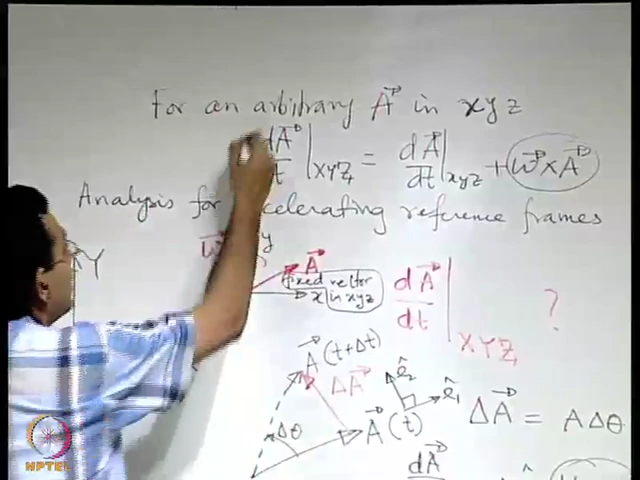 For an arbitrary A⃗ in xyz
dA⃗/dt|XYZ = dA⃗/dt|xyz + ω⃗ × A⃗
Analysis for accelerating reference frames
XY
ω⃗
y
A⃗
fixed vector
in xyz
x
dA⃗/dt|XYZ ?
A⃗(t+Δt)
ΔA⃗
ê2
ê1
A⃗(t)
Δθ
ΔA⃗ = AΔθ
dA⃗
NPTEL